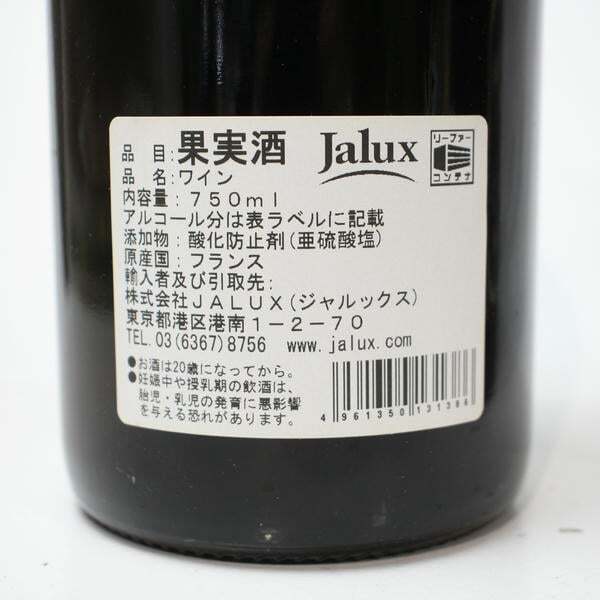 品　目:果実酒 Jalux リーファー コンテナ
品　名:ワイン
内容量:７５０ｍｌ
アルコール分は表ラベルに記載
添加物:酸化防止剤(亜硫酸塩)
原産国:フランス
輸入者及び引取先:
株式会社ＪＡＬＵＸ(ジャルックス)
東京都港区港南１－２－７０
TEL. 03 (6367) 8756　www.jalux.com
●お酒は20歳になってから。
●妊娠中や授乳期の飲酒は、
胎児・乳児の発育に悪影響
を与える恐れがあります。
4 961350 131386